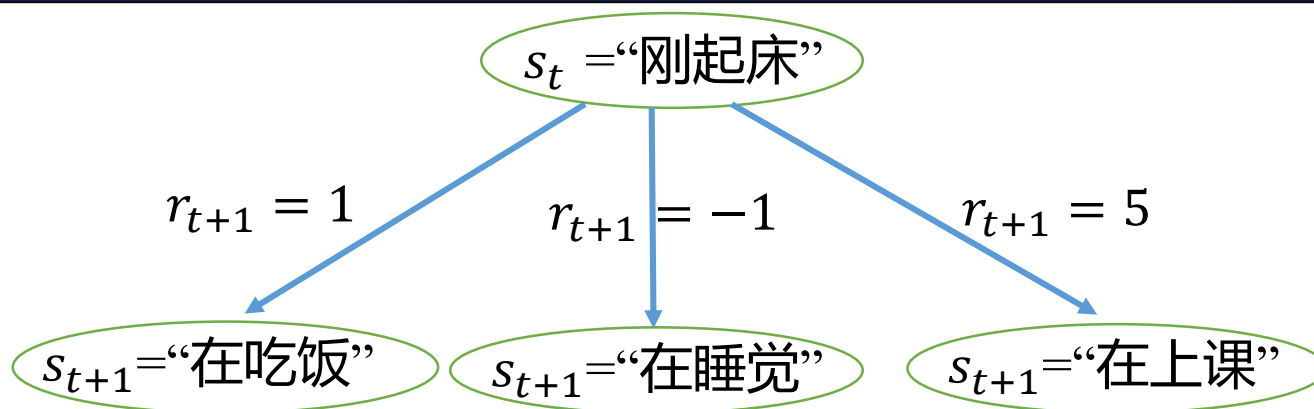 s_t =“刚起床”
r_{t+1} = 1
r_{t+1} = −1
r_{t+1} = 5
s_{t+1}=“在吃饭”
s_{t+1}=“在睡觉”
s_{t+1}=“在上课”